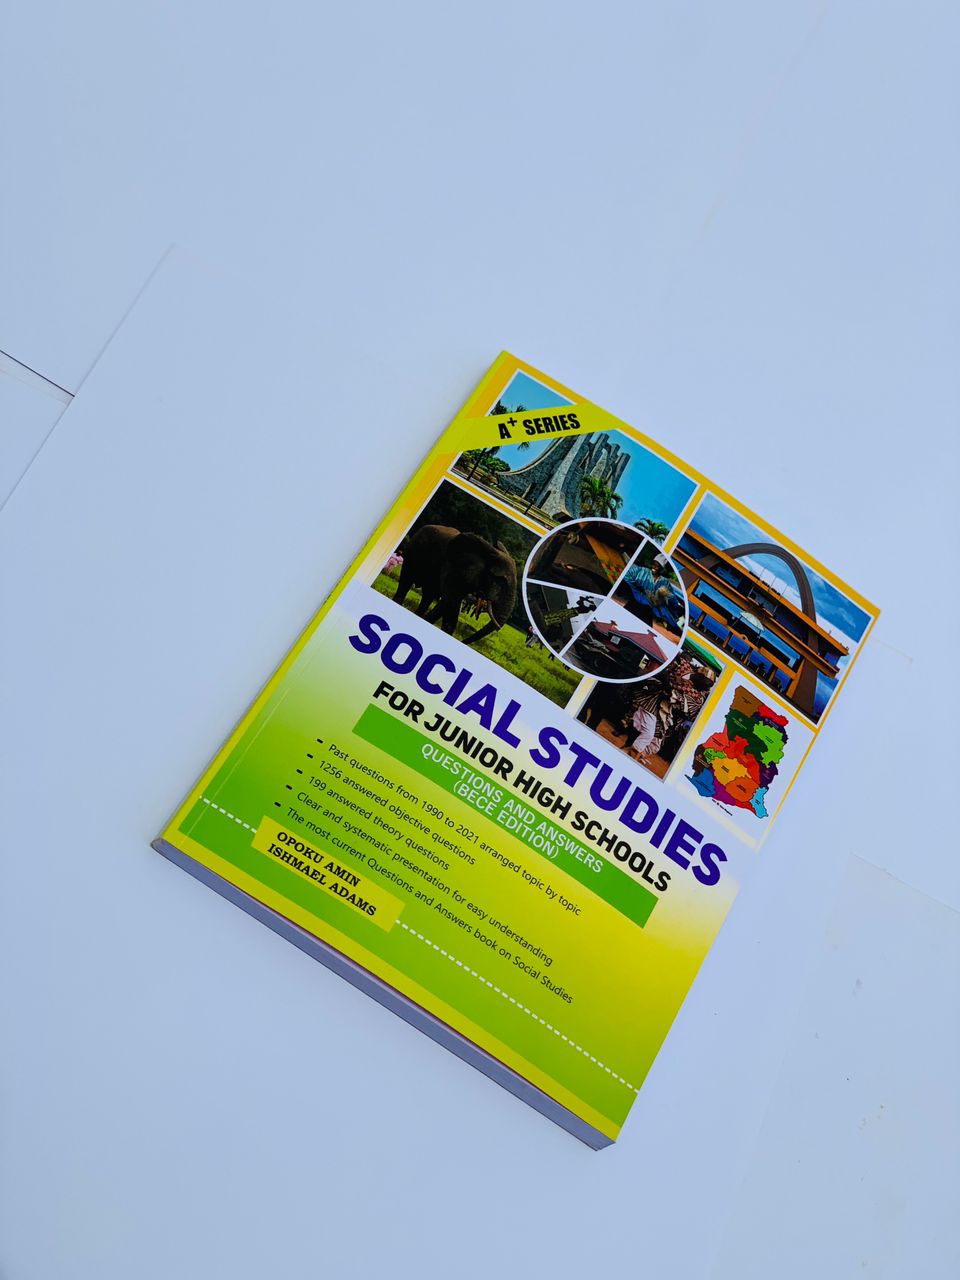 A+ SERIES
SOCIAL STUDIES
FOR JUNIOR HIGH SCHOOLS
QUESTIONS AND ANSWERS
(BECE EDITION)
- Past questions from 1990 to 2021 arranged topic by topic
- 1256 answered objective questions
- 199 answered theory questions
- Clear and systematic presentation for easy understanding
- The most current Questions and Answers book on Social Studies
OPOKU AMIN
ISHMAEL ADAMS